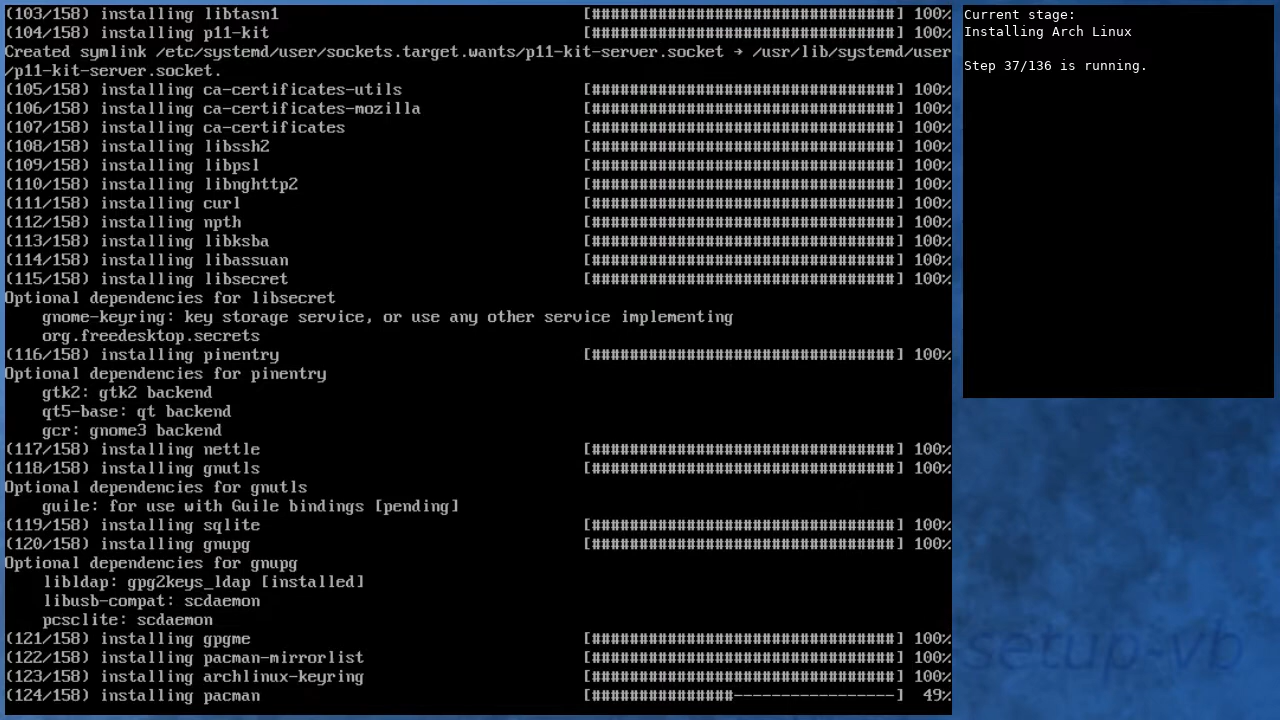 (103/158) installing libtasn1 [################################] 100%
(104/158) installing p11-kit [################################] 100%
Created symlink /etc/systemd/user/sockets.target.wants/p11-kit-server.socket → /usr/lib/systemd/user
/p11-kit-server.socket.
(105/158) installing ca-certificates-utils [################################] 100%
(106/158) installing ca-certificates-mozilla [################################] 100%
(107/158) installing ca-certificates [################################] 100%
(108/158) installing libssh2 [################################] 100%
(109/158) installing libpsl [################################] 100%
(110/158) installing libnghttp2 [################################] 100%
(111/158) installing curl [################################] 100%
(112/158) installing npth [################################] 100%
(113/158) installing libksba [################################] 100%
(114/158) installing libassuan [################################] 100%
(115/158) installing libsecret [################################] 100%
Optional dependencies for libsecret
gnome-keyring: key storage service, or use any other service implementing
org.freedesktop.secrets
(116/158) installing pinentry [################################] 100%
Optional dependencies for pinentry
gtk2: gtk2 backend
qt5-base: qt backend
gcr: gnome3 backend
(117/158) installing nettle [################################] 100%
(118/158) installing gnutls [################################] 100%
Optional dependencies for gnutls
guile: for use with Guile bindings [pending]
(119/158) installing sqlite [################################] 100%
(120/158) installing gnupg [################################] 100%
Optional dependencies for gnupg
libldap: gpg2keys_ldap [installed]
libusb-compat: scdaemon
pcsclite: scdaemon
(121/158) installing gpgme [################################] 100%
(122/158) installing pacman-mirrorlist [################################] 100%
(123/158) installing archlinux-keyring [################################] 100%
(124/158) installing pacman [###############-----------------] 49%
Current stage:
Installing Arch Linux
Step 37/136 is running.
setup-vb